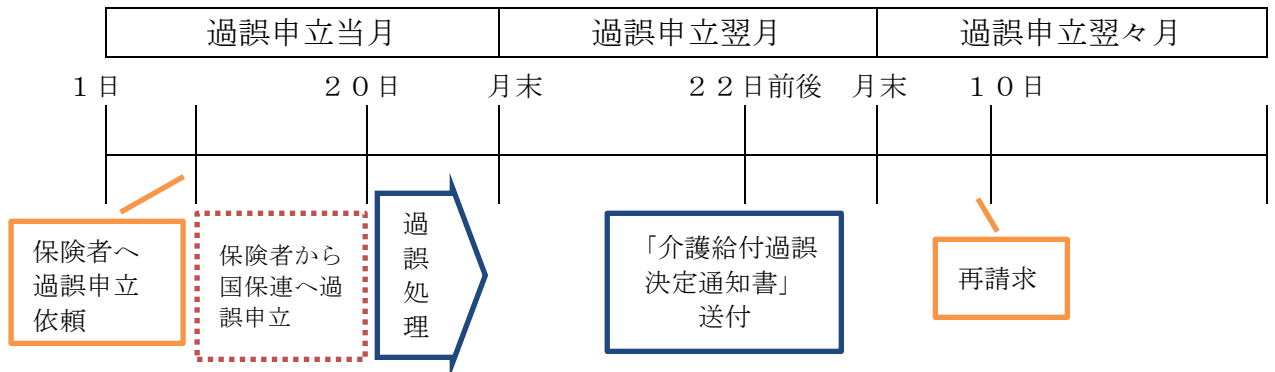 過誤申立当月
過誤申立翌月
過誤申立翌々月
1日
20日
月末
22日前後
月末
10日
保険者へ
過誤申立
依頼
保険者から
国保連へ過
誤申立
過誤処理
「介護給付過誤
決定通知書」
送付
再請求